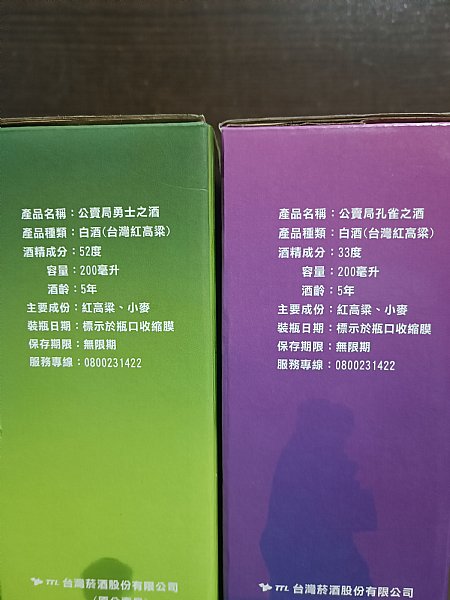 產品名稱：公賣局勇士之酒
產品種類：白酒(台灣紅高粱)
酒精成分：52度
容量：200毫升
酒齡：5年
主要成份：紅高粱、小麥
裝瓶日期：標示於瓶口收縮膜
保存期限：無限期
服務專線：0800231422
TTL 台灣菸酒股份有限公司
產品名稱：公賣局孔雀之酒
產品種類：白酒(台灣紅高粱)
酒精成分：33度
容量：200毫升
酒齡：5年
主要成份：紅高粱、小麥
裝瓶日期：標示於瓶口收縮膜
保存期限：無限期
服務專線：0800231422
TTL 台灣菸酒股份有限公司